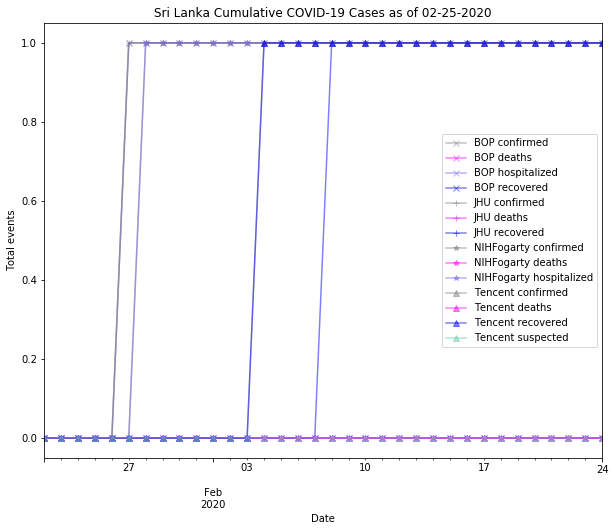 Sri Lanka Cumulative COVID-19 Cases as of 02-25-2020
1.0
0.8
0.6
0.4
0.2
0.0
Total events
BOP confirmed
BOP deaths
BOP hospitalized
BOP recovered
JHU confirmed
JHU deaths
JHU recovered
NIHFogarty confirmed
NIHFogarty deaths
NIHFogarty hospitalized
Tencent confirmed
Tencent deaths
Tencent recovered
Tencent suspected
27 03 10 17 24
Feb
2020
Date